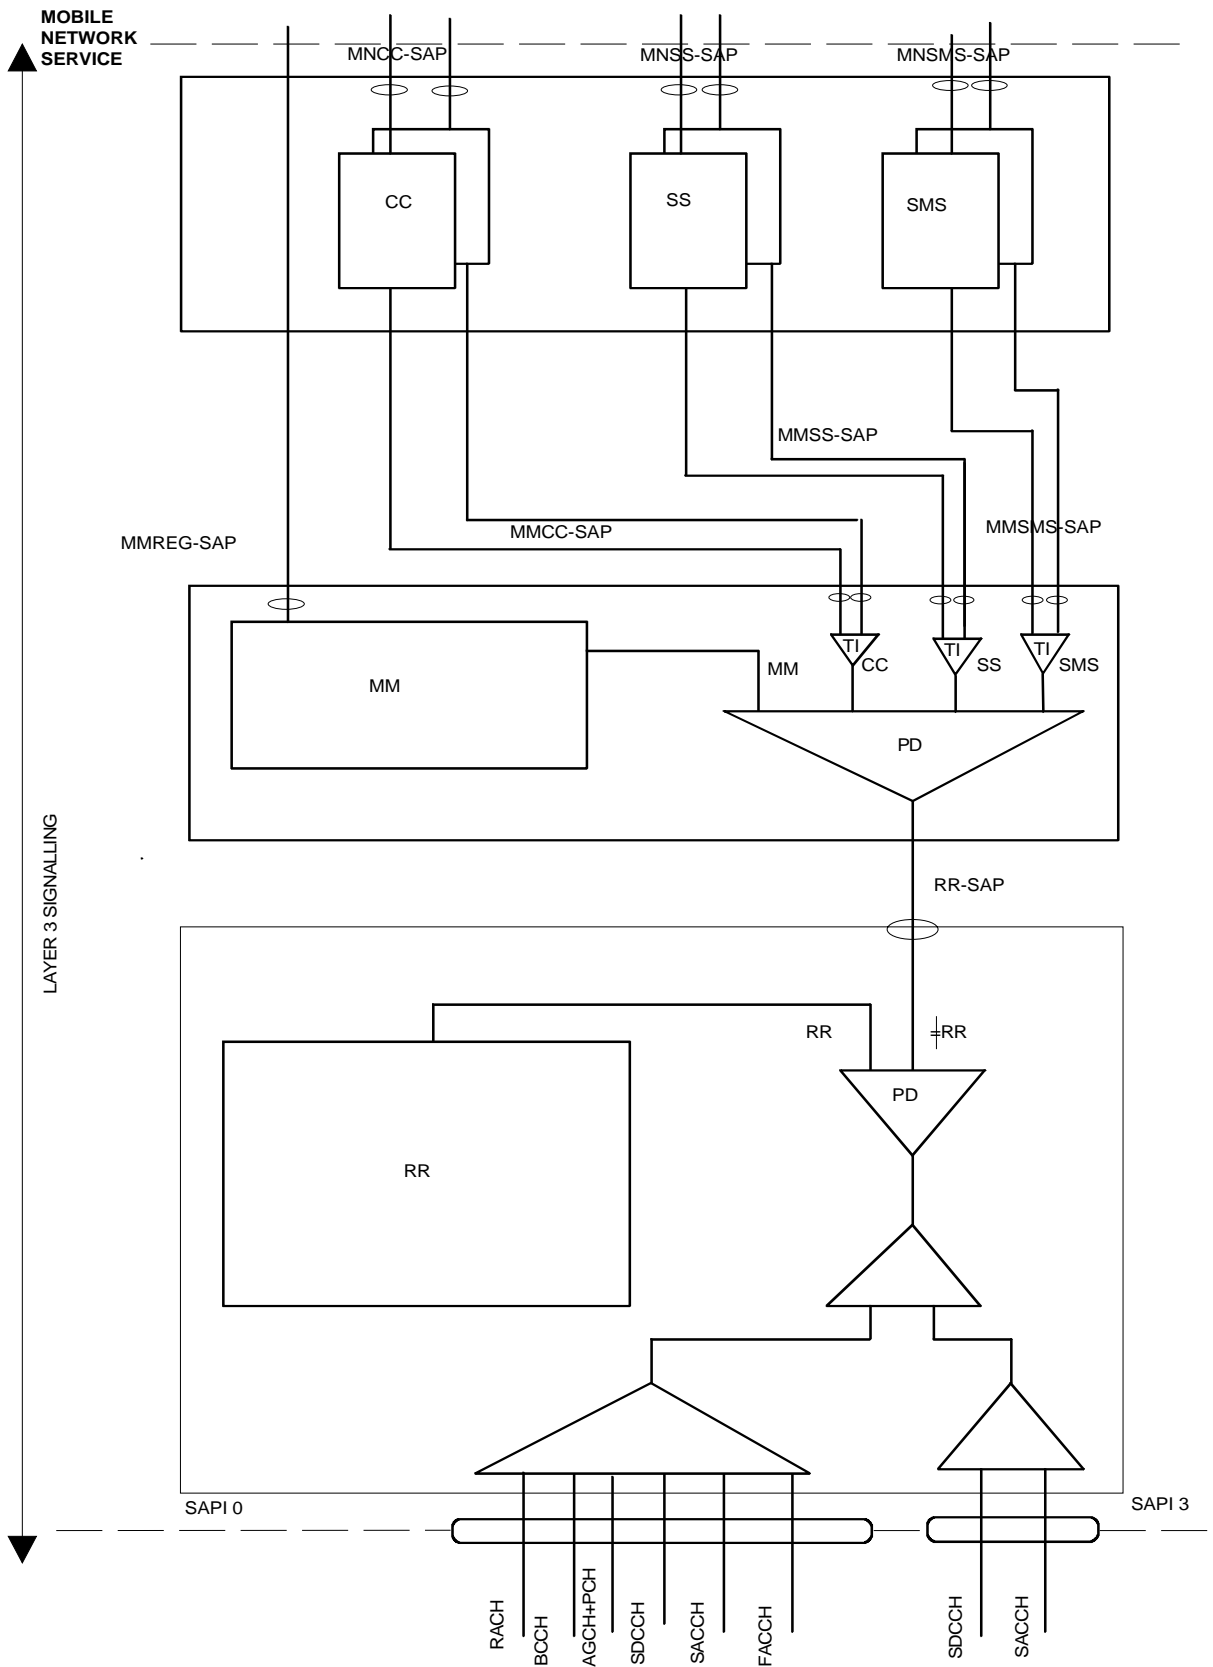 MOBILE
NETWORK
SERVICE
MNCC-SAP
MNSS-SAP
MNSMS-SAP
CC
SS
SMS
MMSS-SAP
MMREG-SAP
MMCC-SAP
MMSMS-SAP
TI
TI
TI
MM
MM
CC
SS
SMS
PD
LAYER 3 SIGNALLING
RR-SAP
RR
≠RR
PD
RR
SAPI 0
SAPI 3
RACH
BCCH
AGCH+PCH
SDCCH
SACCH
FACCH
SDCCH
SACCH